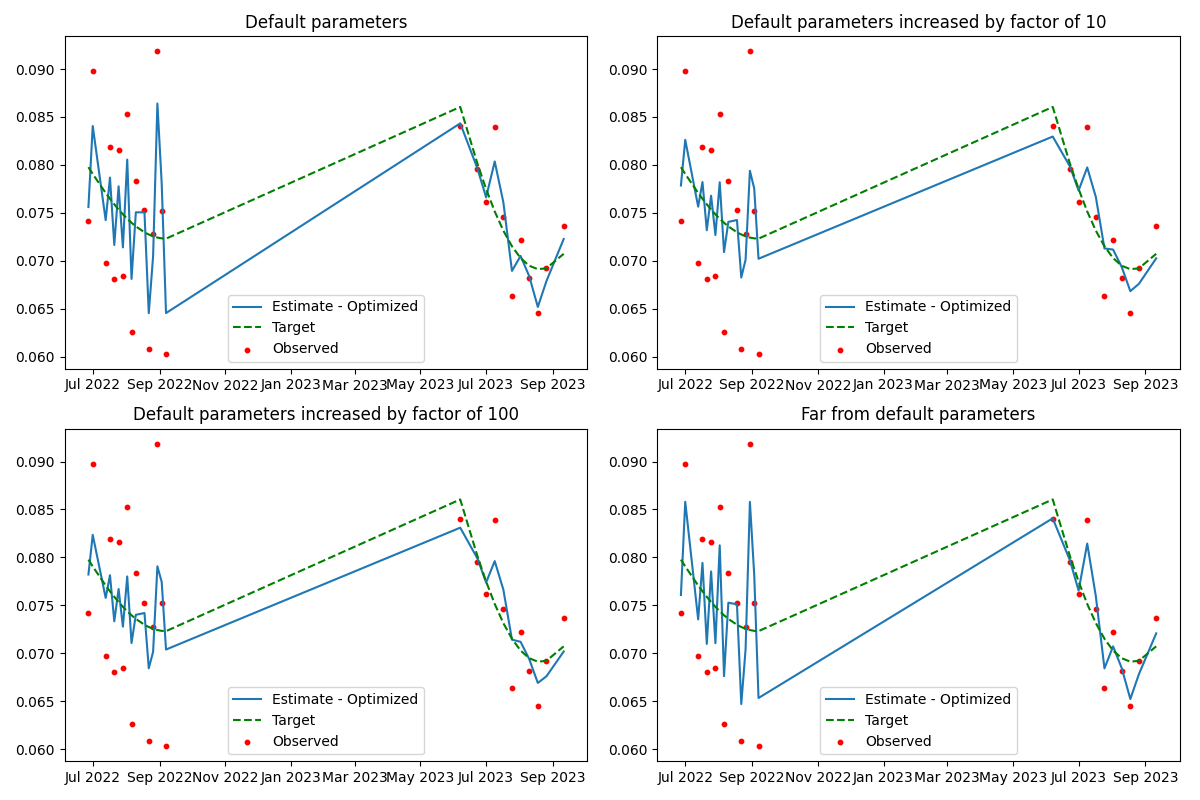 Default parameters
0.090
0.085
0.080
0.075
0.070
0.065
0.060
Estimate - Optimized
Target
Observed
Jul 2022 Sep 2022 Nov 2022 Jan 2023 Mar 2023 May 2023 Jul 2023 Sep 2023
Default parameters increased by factor of 10
0.090
0.085
0.080
0.075
0.070
0.065
0.060
Estimate - Optimized
Target
Observed
Jul 2022 Sep 2022 Nov 2022 Jan 2023 Mar 2023 May 2023 Jul 2023 Sep 2023
Default parameters increased by factor of 100
0.090
0.085
0.080
0.075
0.070
0.065
0.060
Estimate - Optimized
Target
Observed
Jul 2022 Sep 2022 Nov 2022 Jan 2023 Mar 2023 May 2023 Jul 2023 Sep 2023
Far from default parameters
0.090
0.085
0.080
0.075
0.070
0.065
0.060
Estimate - Optimized
Target
Observed
Jul 2022 Sep 2022 Nov 2022 Jan 2023 Mar 2023 May 2023 Jul 2023 Sep 2023